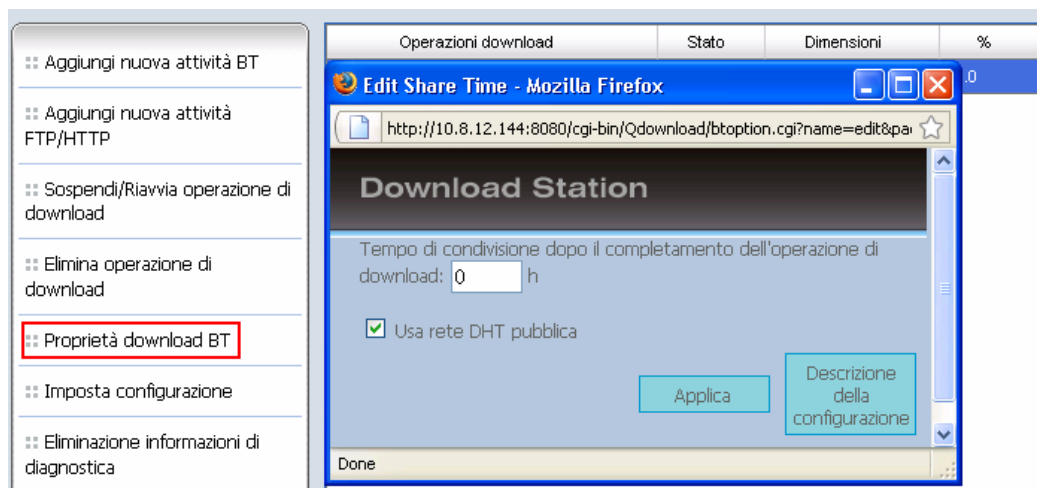 Aggiungi nuova attività BT
Aggiungi nuova attività
FTP/HTTP
Sospendi/Riavvia operazione di
download
Elimina operazione di
download
Proprietà download BT
Imposta configurazione
Eliminazione informazioni di
diagnostica
Operazioni download Stato Dimensioni %
.0
Edit Share Time - Mozilla Firefox
http://10.8.12.144:8080/cgi-bin/Qdownload/btoption.cgi?name=edit&pa
Download Station
Tempo di condivisione dopo il completamento dell'operazione di
download: 0 h
Usa rete DHT pubblica
Applica
Descrizione
della
configurazione
Done